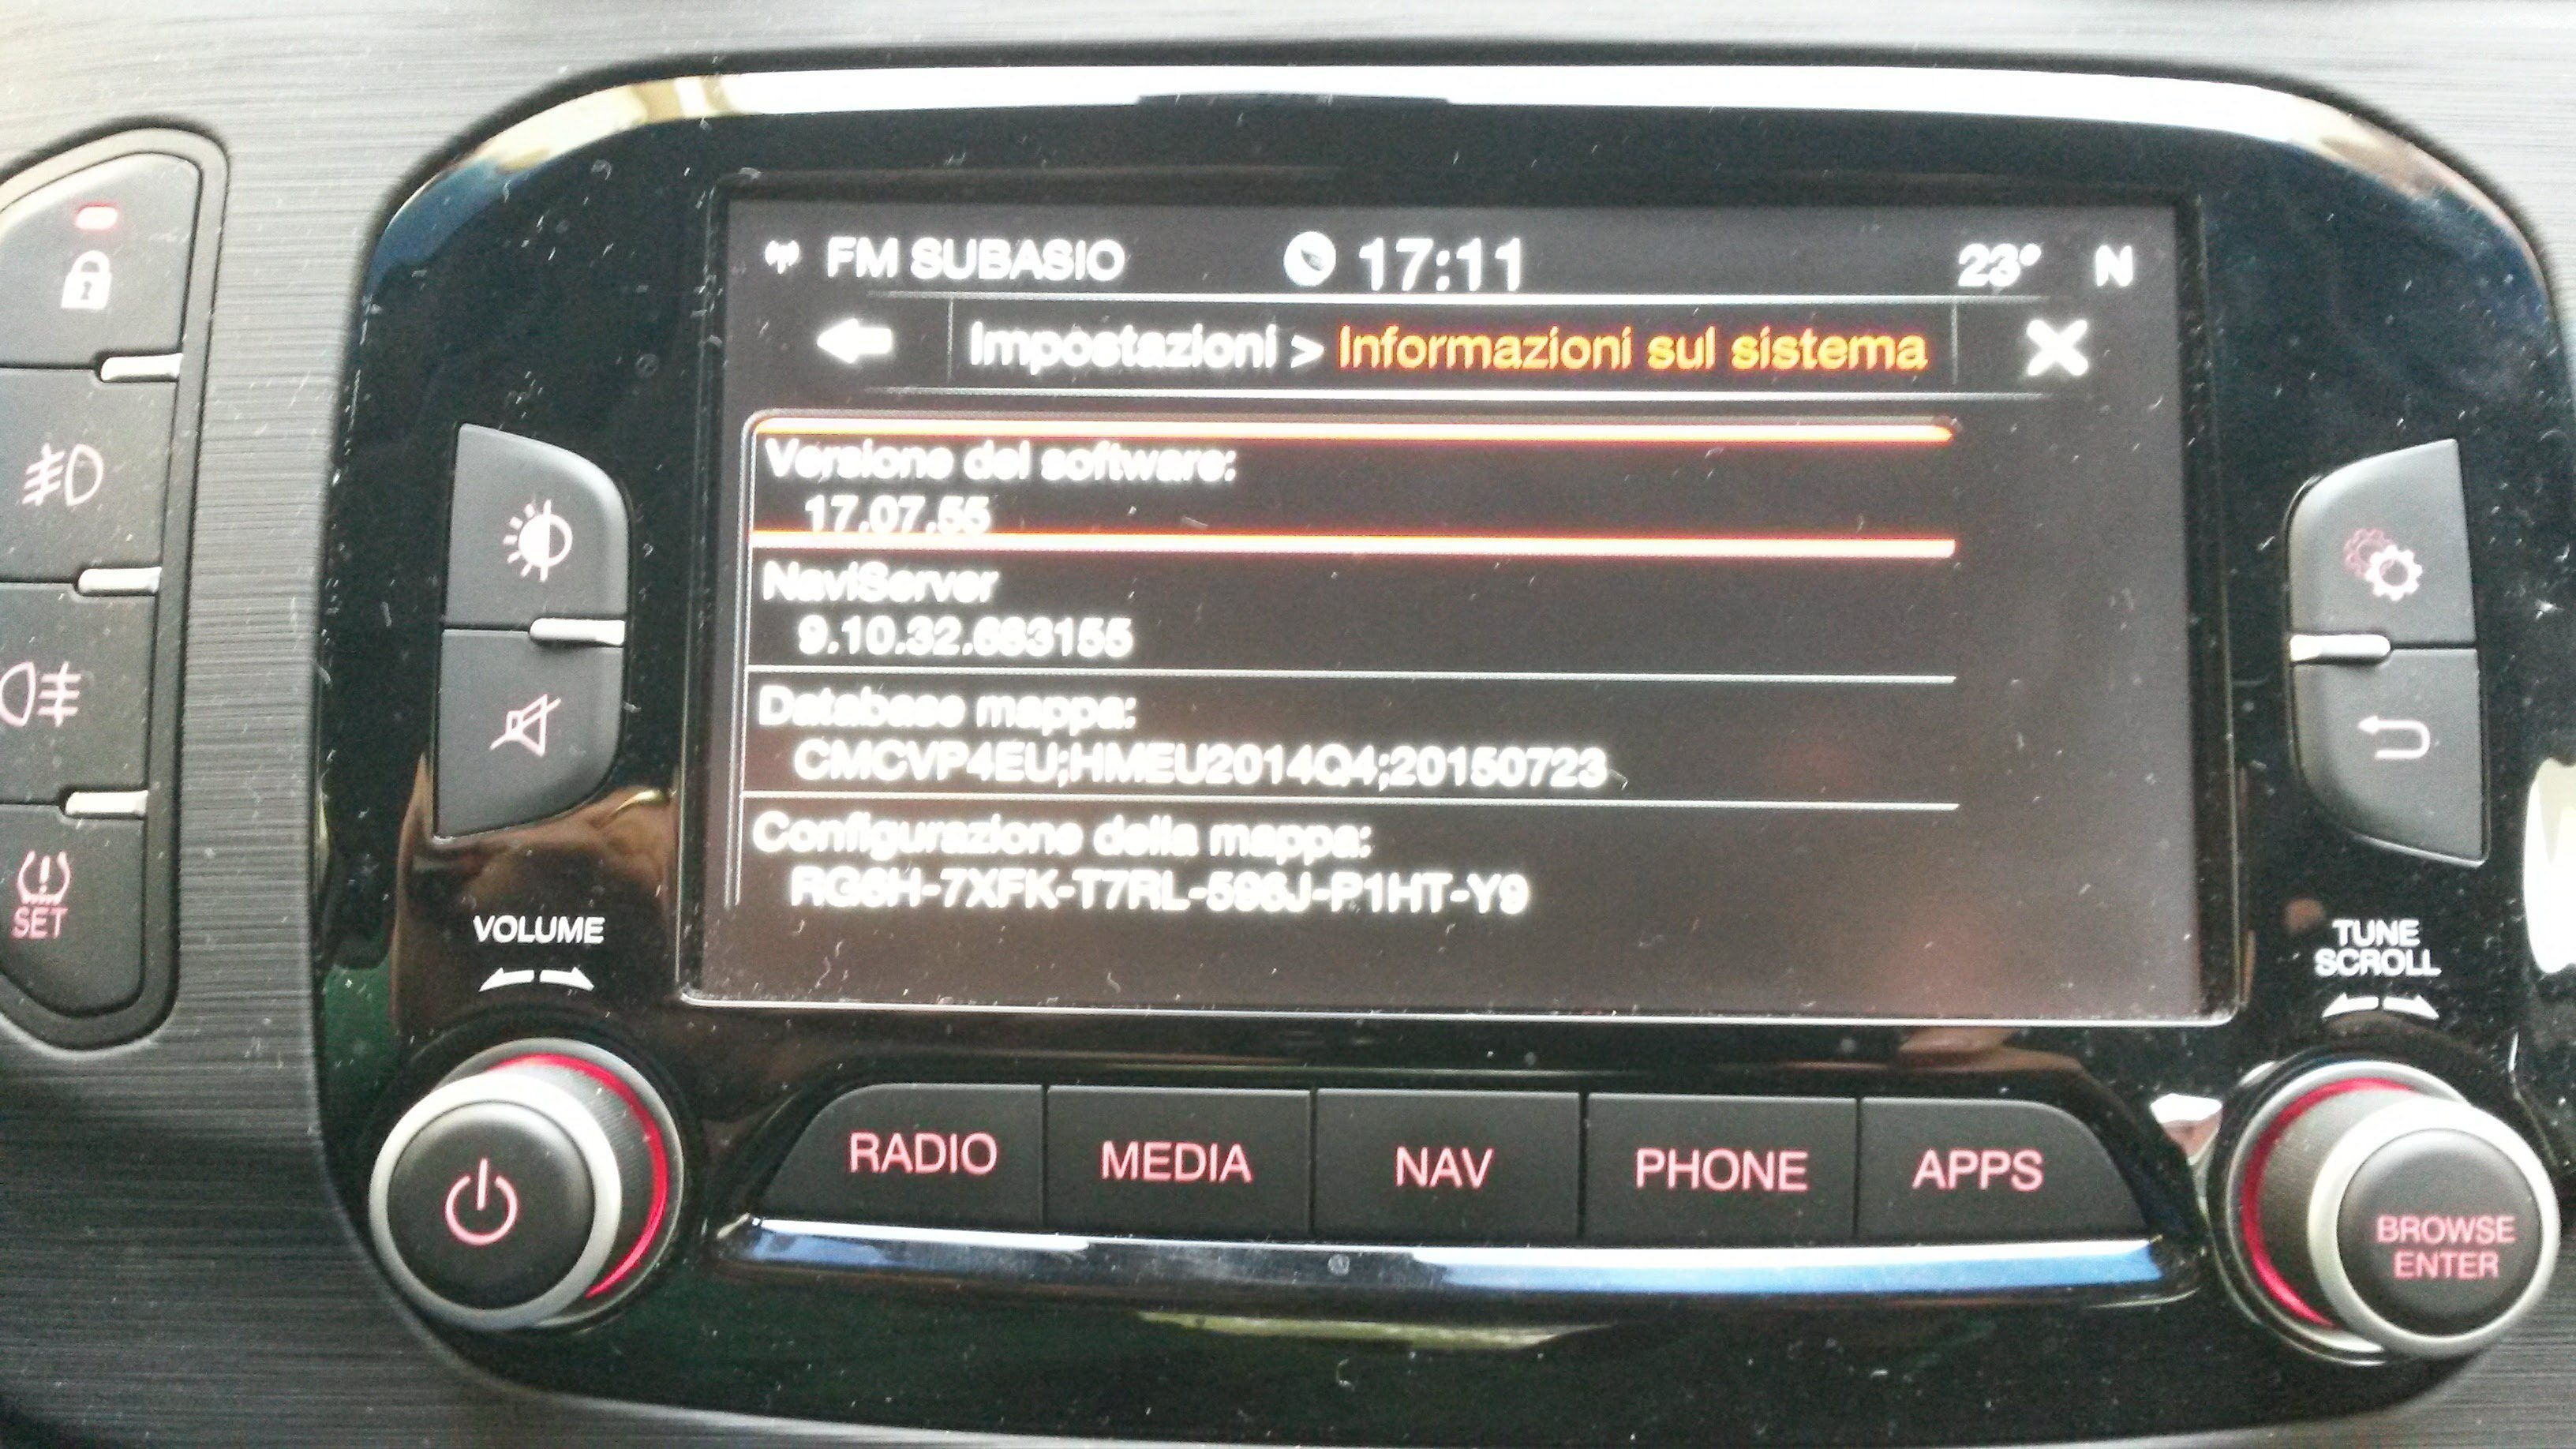 FM SUBASIO 17:11 23° N
Impostazioni > Informazioni sul sistema
Versione del software:
17.07.55
NaviServer
9.10.32.663155
Database mappa:
CMCVP4EU;HMEU2014Q4;20150723
Configurazione della mappa:
RG6H-7XFK-T7RL-596J-P1HT-Y9
SET
VOLUME
TUNE
SCROLL
RADIO MEDIA NAV PHONE APPS
BROWSE
ENTER